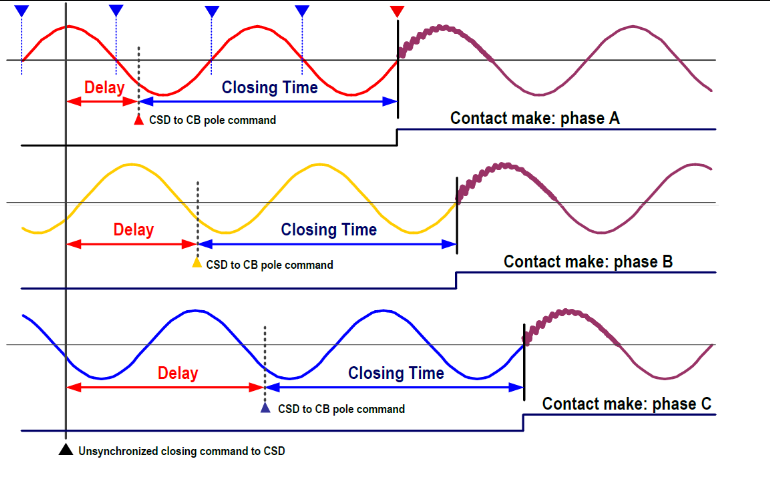 Delay
Closing Time
CSD to CB pole command
Contact make: phase A
Delay
Closing Time
CSD to CB pole command
Contact make: phase B
Delay
Closing Time
CSD to CB pole command
Contact make: phase C
Unsynchronized closing command to CSD